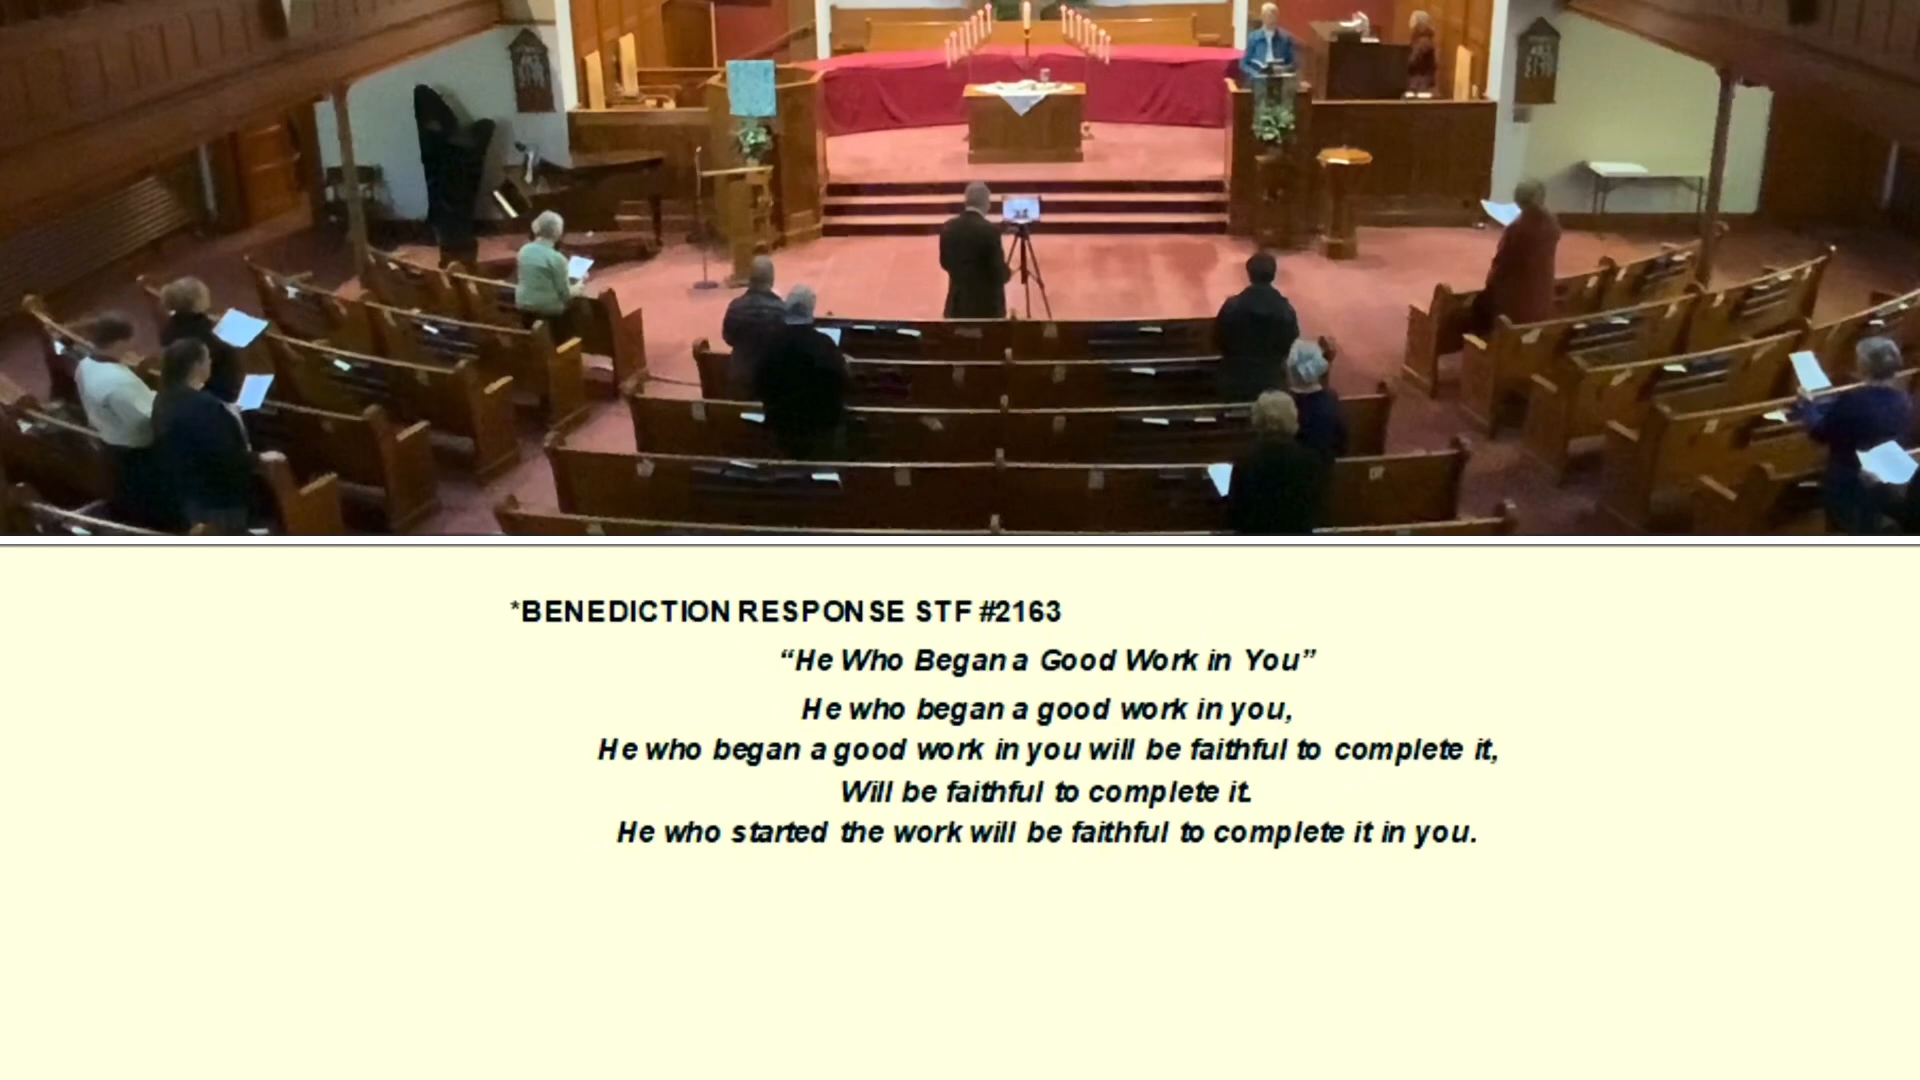 *BENEDICTION RESPONSE STF #2163
“He Who Began a Good Work in You”
He who began a good work in you,
He who began a good work in you will be faithful to complete it,
Will be faithful to complete it.
He who started the work will be faithful to complete it in you.